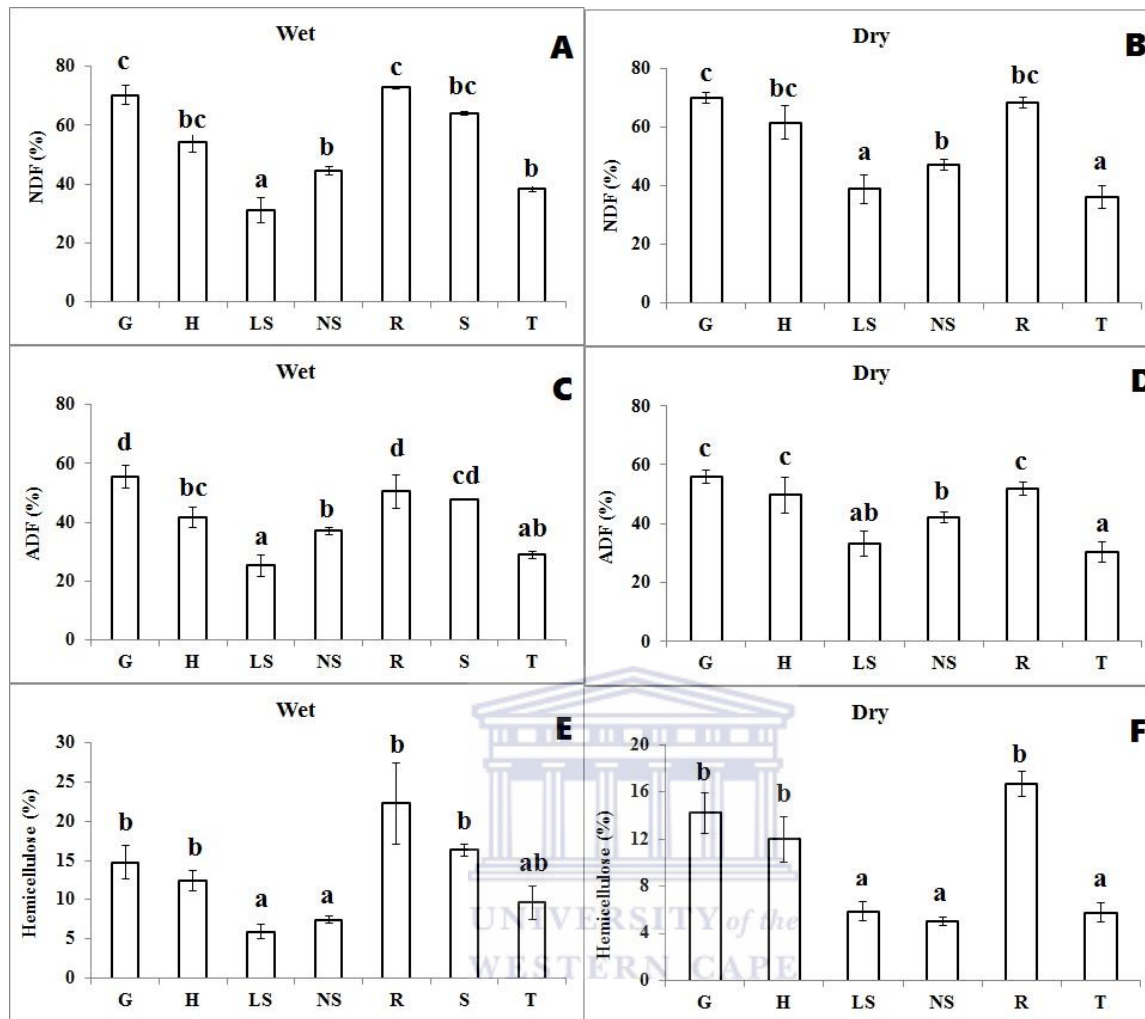 Wet
A
NDF (%)
80
60
40
20
0
c
bc
a
b
c
bc
b
G H LS NS R S T
Dry
B
NDF (%)
80
60
40
20
0
c
bc
a
b
bc
a
G H LS NS R T
Wet
C
ADF (%)
80
60
40
20
0
d
bc
a
b
d
cd
ab
G H LS NS R S T
Dry
D
ADF (%)
80
60
40
20
0
c
c
ab
b
c
a
G H LS NS R T
Wet
E
Hemicellulose (%)
30
25
20
15
10
5
0
b
b
a
a
b
b
ab
G H LS NS R S T
Dry
F
Hemicellulose (%)
20
16
12
8
4
0
b
b
a
a
b
a
G H LS NS R T
UNIVERSITY of the
WESTERN CAPE